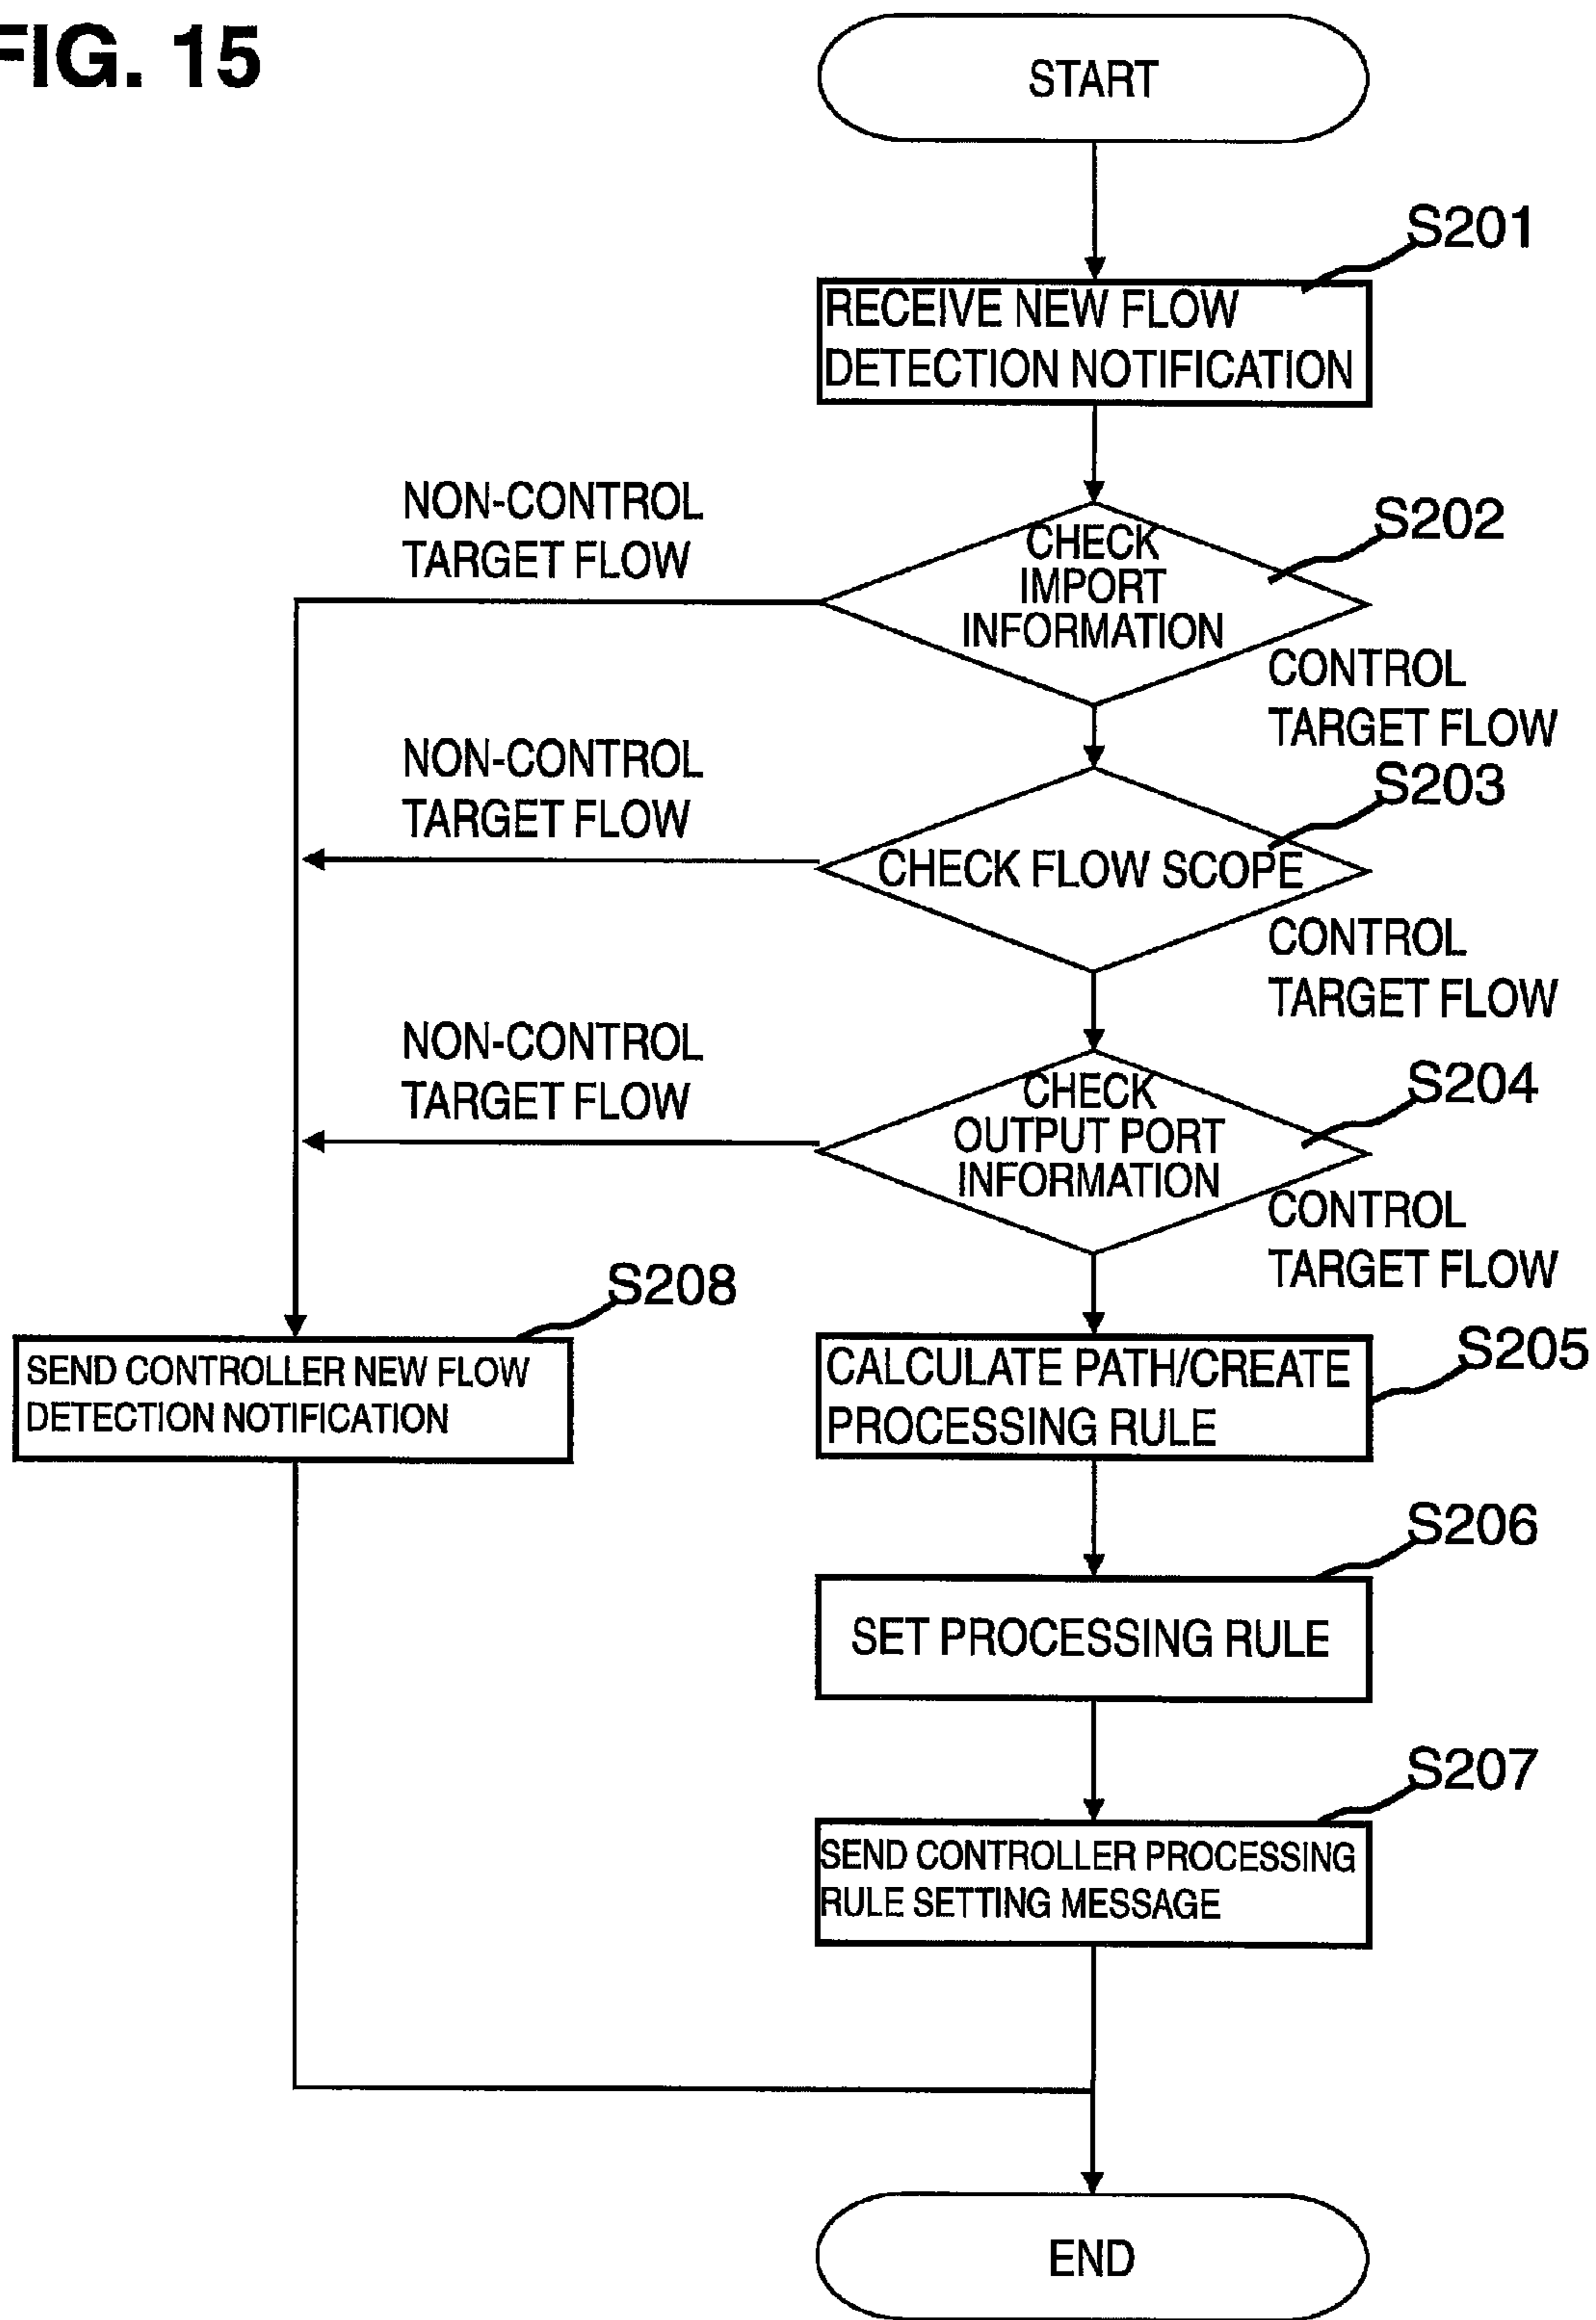 FIG. 15
START
S201
RECEIVE NEW FLOW
DETECTION NOTIFICATION
NON-CONTROL
TARGET FLOW
S202
CHECK
IMPORT
INFORMATION
CONTROL
TARGET FLOW
NON-CONTROL
TARGET FLOW
S203
CHECK FLOW SCOPE
CONTROL
TARGET FLOW
NON-CONTROL
TARGET FLOW
S204
CHECK
OUTPUT PORT
INFORMATION
CONTROL
TARGET FLOW
S208
SEND CONTROLLER NEW FLOW
DETECTION NOTIFICATION
S205
CALCULATE PATH/CREATE
PROCESSING RULE
S206
SET PROCESSING RULE
S207
SEND CONTROLLER PROCESSING
RULE SETTING MESSAGE
END